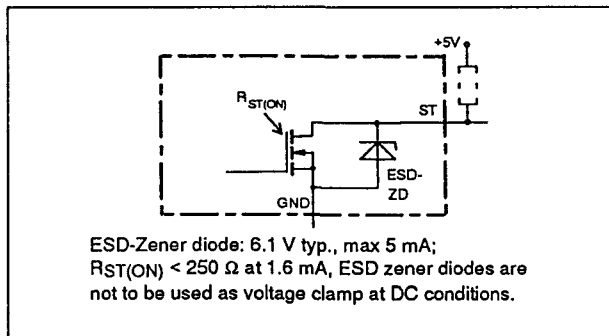 +5V
R ST(ON)
ST
ESD-
ZD
GND
ESD-Zener diode: 6.1 V typ., max 5 mA;
RST(ON) < 250 Ω at 1.6 mA, ESD zener diodes are
not to be used as voltage clamp at DC conditions.